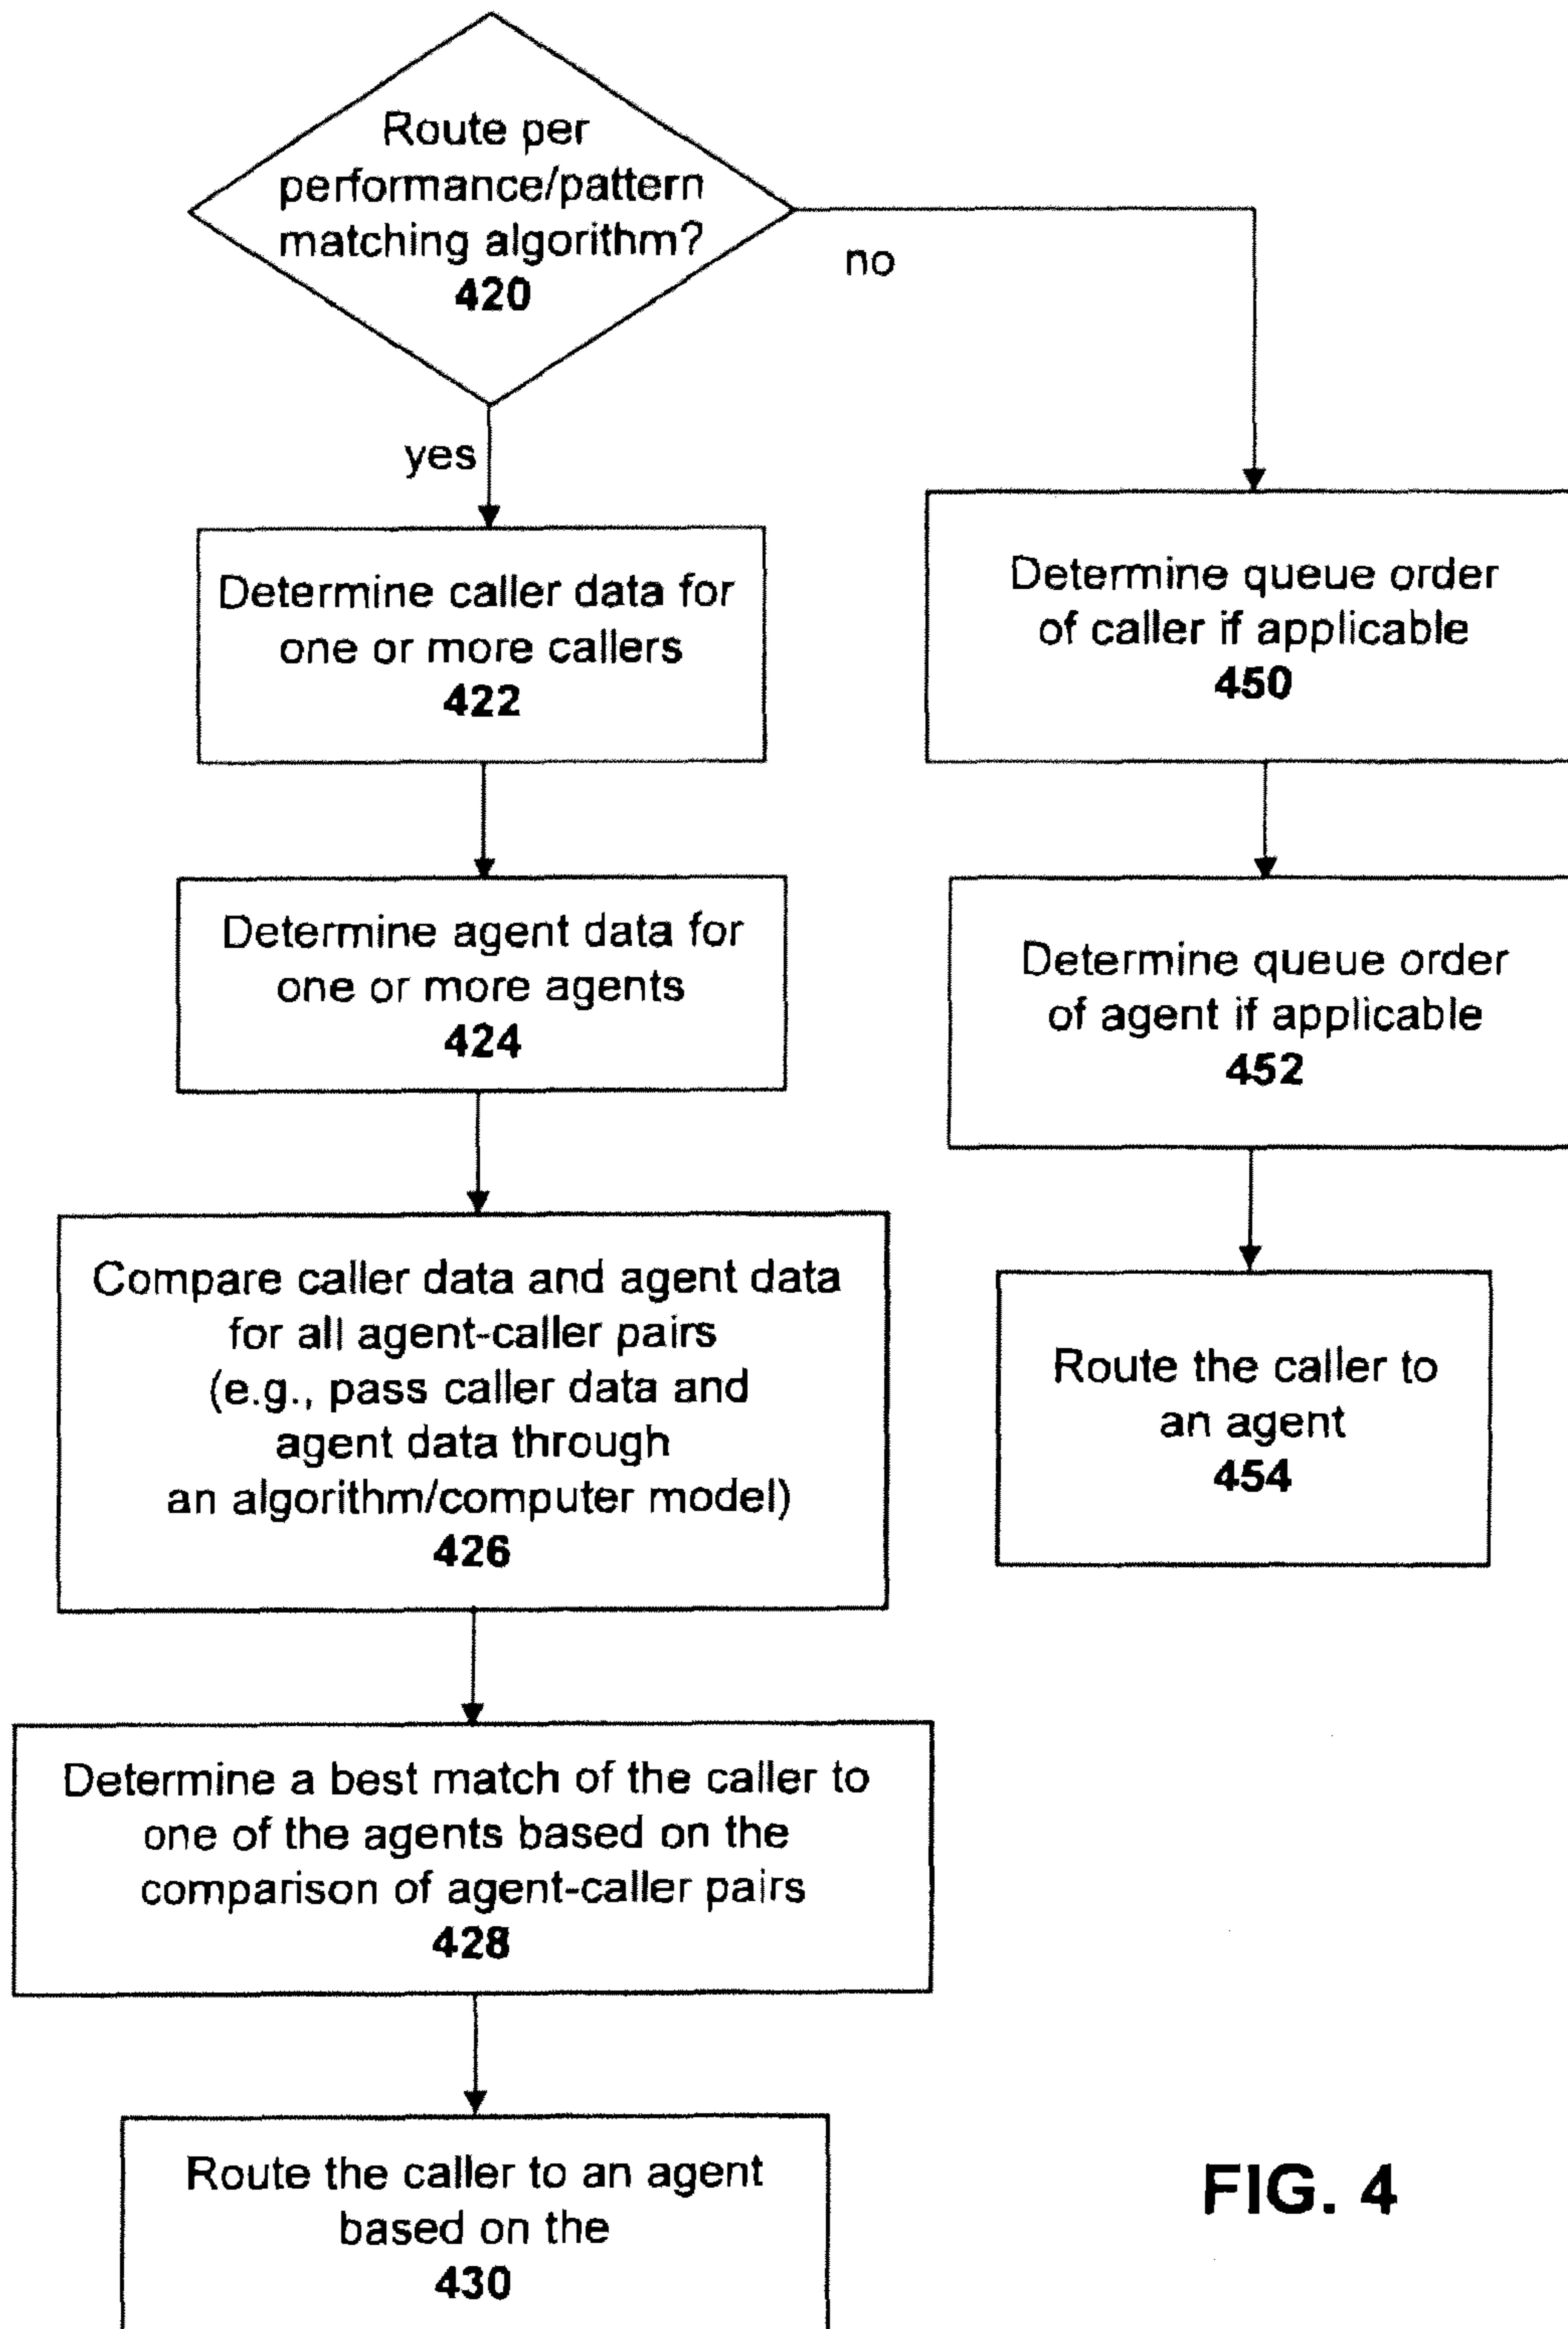 Route per
performance/pattern
matching algorithm?
420
no
yes
Determine caller data for
one or more callers
422
Determine agent data for
one or more agents
424
Compare caller data and agent data
for all agent-caller pairs
(e.g., pass caller data and
agent data through
an algorithm/computer model)
426
Determine a best match of the caller to
one of the agents based on the
comparison of agent-caller pairs
428
Route the caller to an agent
based on the
430
Determine queue order
of caller if applicable
450
Determine queue order
of agent if applicable
452
Route the caller to
an agent
454
FIG. 4